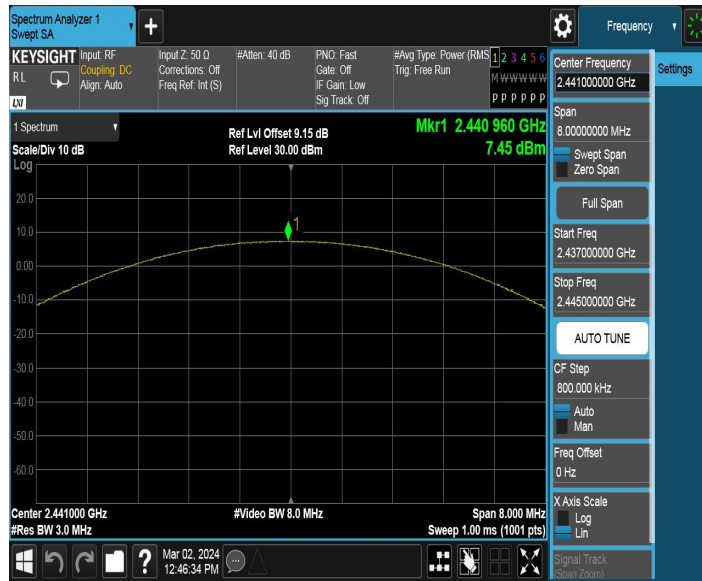 Spectrum Analyzer 1
Swept SA
Frequency
KEYSIGHT
RL
LXI
Input: RF
Coupling: DC
Align: Auto
Input Z: 50 Ω
Corrections: Off
Freq Ref: Int (S)
#Atten: 40 dB
PNO: Fast
Gate: Off
IF Gain: Low
Sig Track: Off
#Avg Type: Power (RMS
Trig: Free Run
1 2 3 4 5 6
M W W W W W
P P P P P P
Center Frequency
2.441000000 GHz
Settings
Span
8.00000000 MHz
Swept Span
Zero Span
Full Span
Start Freq
2.437000000 GHz
Stop Freq
2.445000000 GHz
AUTO TUNE
CF Step
800.000 kHz
Auto
Man
Freq Offset
0 Hz
X Axis Scale
Log
Lin
Signal Track
(Span Zoom)
1 Spectrum
Scale/Div 10 dB
Log
Ref Lvl Offset 9.15 dB
Ref Level 30.00 dBm
Mkr1 2.440 960 GHz
7.45 dBm
1
20.0
10.0
0.00
-10.0
-20.0
-30.0
-40.0
-50.0
-60.0
Center 2.441000 GHz
#Res BW 3.0 MHz
#Video BW 8.0 MHz
Span 8.000 MHz
Sweep 1.00 ms (1001 pts)
?
Mar 02, 2024
12:46:34 PM